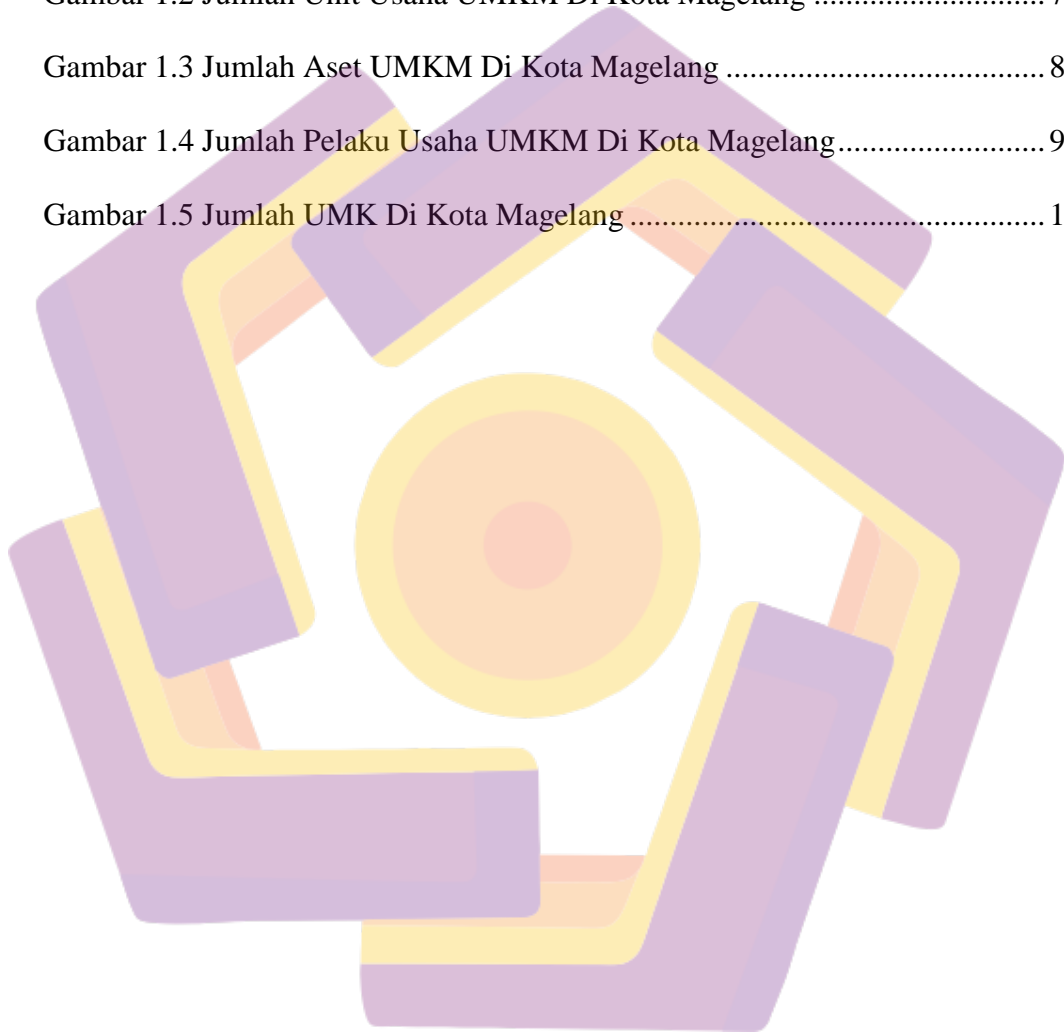 Gambar 1.2 Jumlah Unit Usaha UMKM Di Kota Magelang ............................ 7
Gambar 1.3 Jumlah Aset UMKM Di Kota Magelang ....................................... 8
Gambar 1.4 Jumlah Pelaku Usaha UMKM Di Kota Magelang ......................... 9
Gambar 1.5 Jumlah UMK Di Kota Magelang ................................................... 1